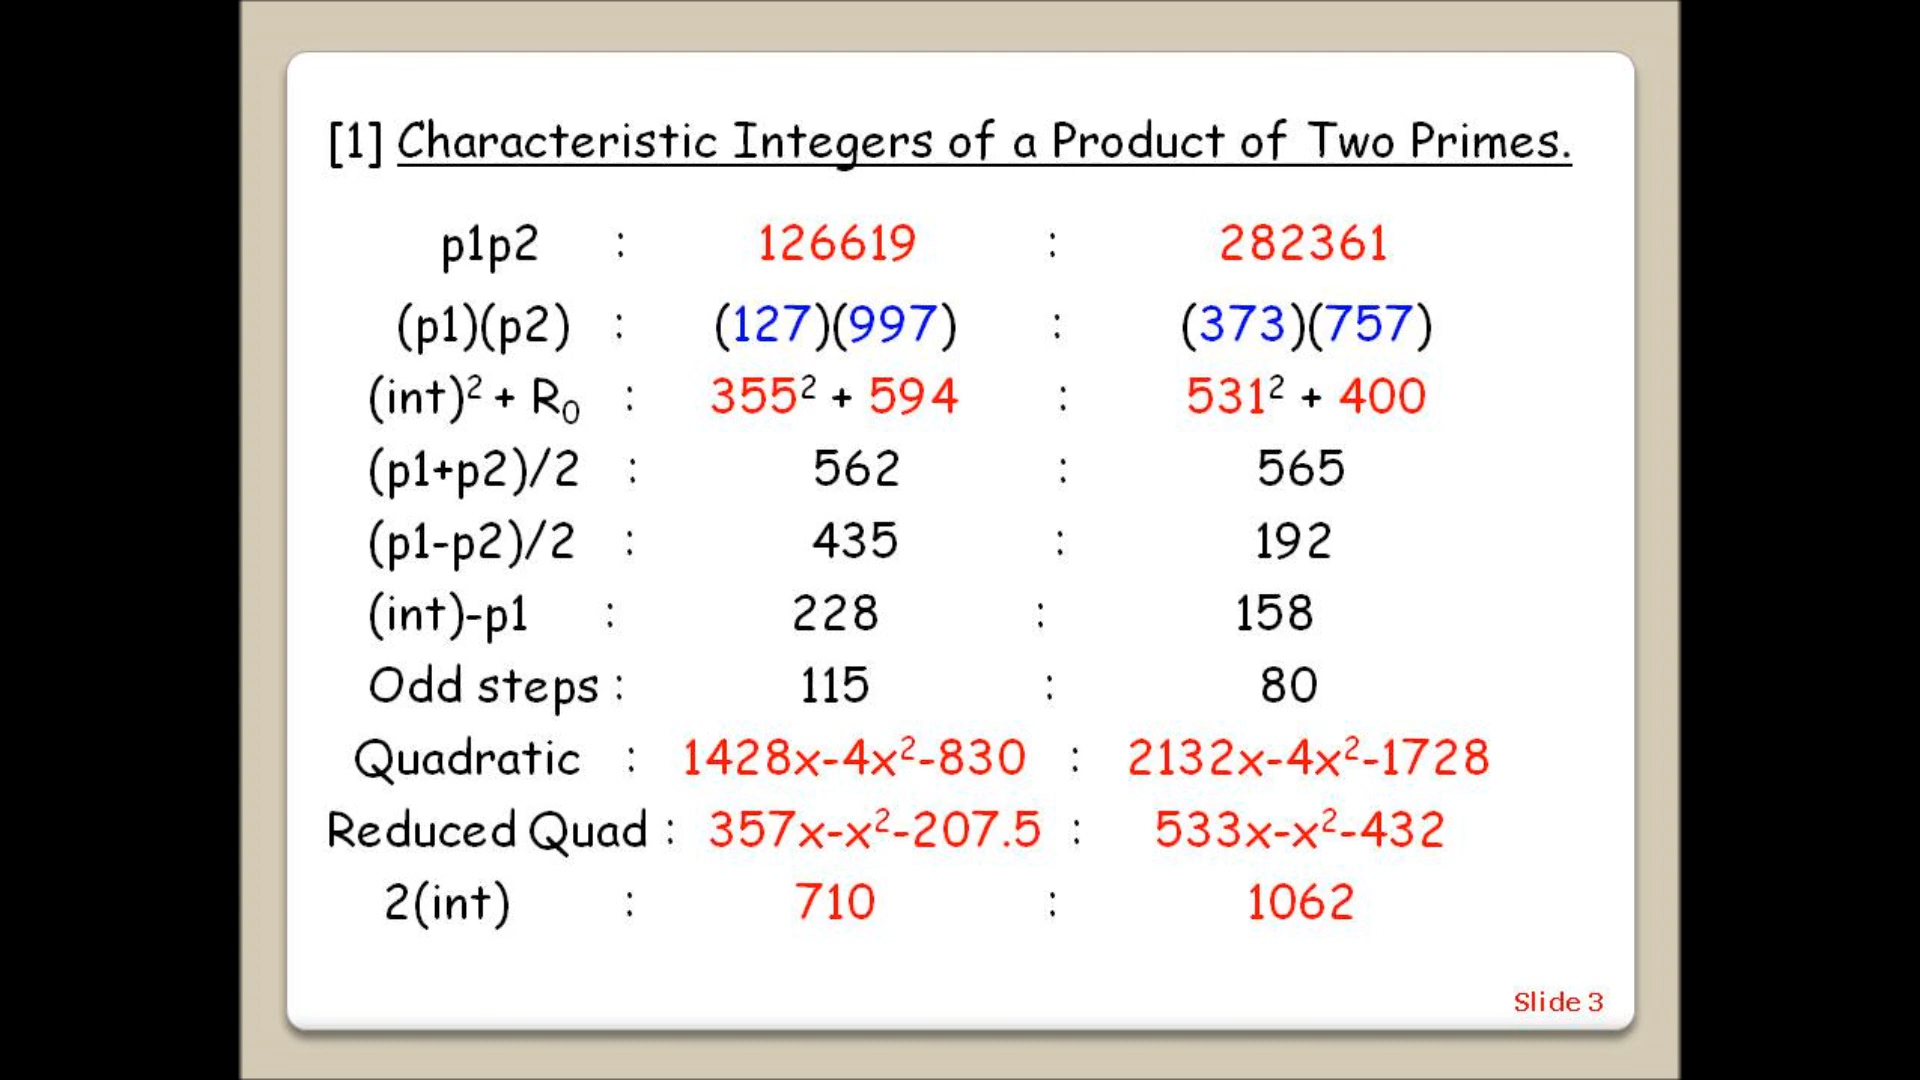 [1] Characteristic Integers of a Product of Two Primes.
p1p2 : 126619 : 282361
(p1)(p2) : (127)(997) : (373)(757)
(int)² + R₀ : 355² + 594 : 531² + 400
(p1+p2)/2 : 562 : 565
(p1-p2)/2 : 435 : 192
(int)-p1 : 228 : 158
Odd steps : 115 : 80
Quadratic : 1428x-4x²-830 : 2132x-4x²-1728
Reduced Quad : 357x-x²-207.5 : 533x-x²-432
2(int) : 710 : 1062
Slide 3